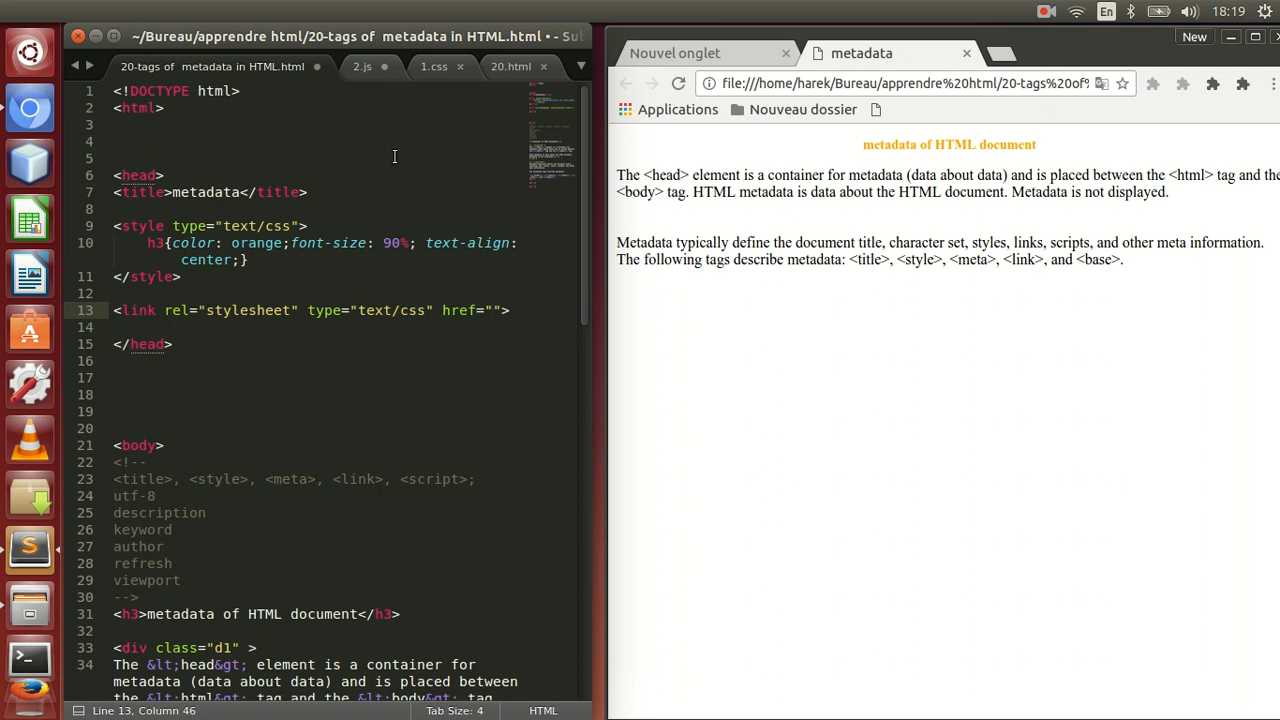 En
18:19
~/Bureau/apprendre html/20-tags of  metadata in HTML.html • - Su
20-tags of  metadata in HTML.html
2.js
1.css
20.html
1 <!DOCTYPE html>
2 <html>
3
4
5
6 <head>
7 <title>metadata</title>
8
9 <style type="text/css">
10 h3{color: orange;font-size: 90%; text-align:
center;}
11 </style>
12
13 <link rel="stylesheet" type="text/css" href="">
14
15 </head>
16
17
18
19
20
21 <body>
22 <!--
23 <title>, <style>, <meta>, <link>, <script>;
24 utf-8
25 description
26 keyword
27 author
28 refresh
29 viewport
30 -->
31 <h3>metadata of HTML document</h3>
32
33 <div class="d1" >
34 The &lt;head&gt; element is a container for
metadata (data about data) and is placed between
the &lt;html&gt; tag and the &lt;body&gt; tag
Line 13, Column 46
Tab Size: 4
HTML
New
Nouvel onglet
metadata
file:///home/harek/Bureau/apprendre%20html/20-tags%20of%
Applications
Nouveau dossier
metadata of HTML document
The <head> element is a container for metadata (data about data) and is placed between the <html> tag and the
<body> tag. HTML metadata is data about the HTML document. Metadata is not displayed.
Metadata typically define the document title, character set, styles, links, scripts, and other meta information.
The following tags describe metadata: <title>, <style>, <meta>, <link>, and <base>.